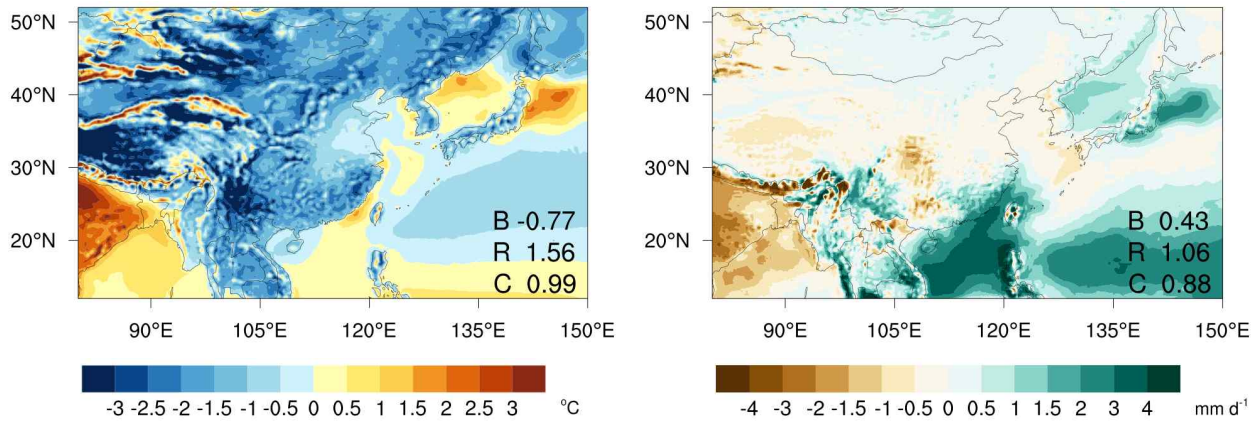 50°N
40°N
30°N
20°N
B -0.77
R 1.56
C 0.99
90°E 105°E 120°E 135°E 150°E
-3 -2.5 -2 -1.5 -1 -0.5 0 0.5 1 1.5 2 2.5 3 °C
50°N
40°N
30°N
20°N
B 0.43
R 1.06
C 0.88
90°E 105°E 120°E 135°E 150°E
-4 -3 -2 -1.5 -1 -0.5 0 0.5 1 1.5 2 3 4 mm d⁻¹